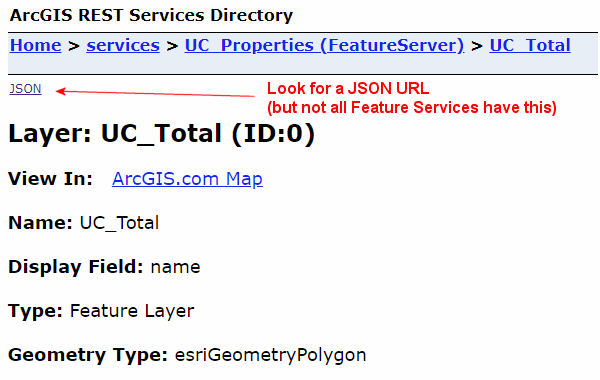 ArcGIS REST Services Directory
Home > services > UC_Properties (FeatureServer) > UC_Total
JSON
Look for a JSON URL
(but not all Feature Services have this)
Layer: UC_Total (ID:0)
View In: ArcGIS.com Map
Name: UC_Total
Display Field: name
Type: Feature Layer
Geometry Type: esriGeometryPolygon